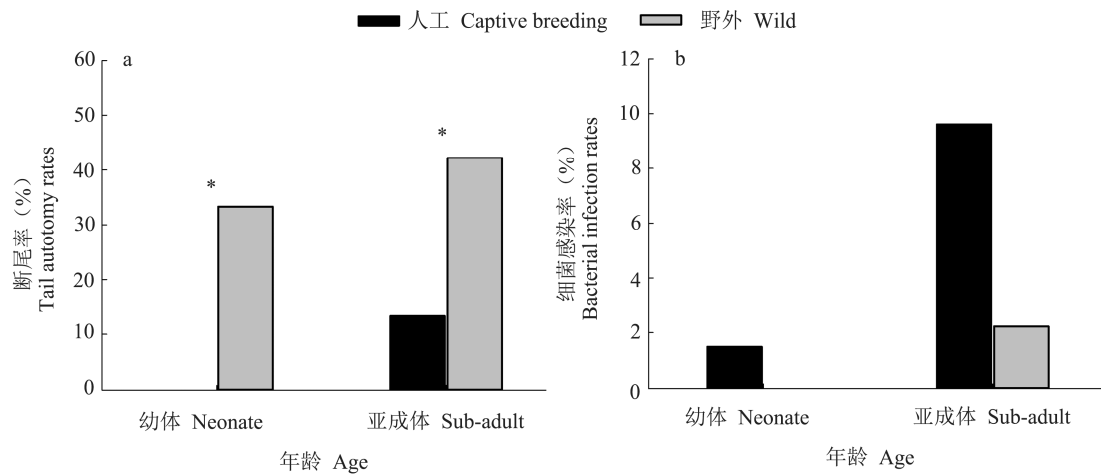 人工 Captive breeding 野外 Wild
a
60
50
40
30
20
10
0
断尾率（%）
Tail autotomy rates
*
*
幼体 Neonate
亚成体 Sub-adult
年龄 Age
b
12
10
8
6
4
2
0
细菌感染率（%）
Bacterial infection rates
幼体 Neonate
亚成体 Sub-adult
年龄 Age